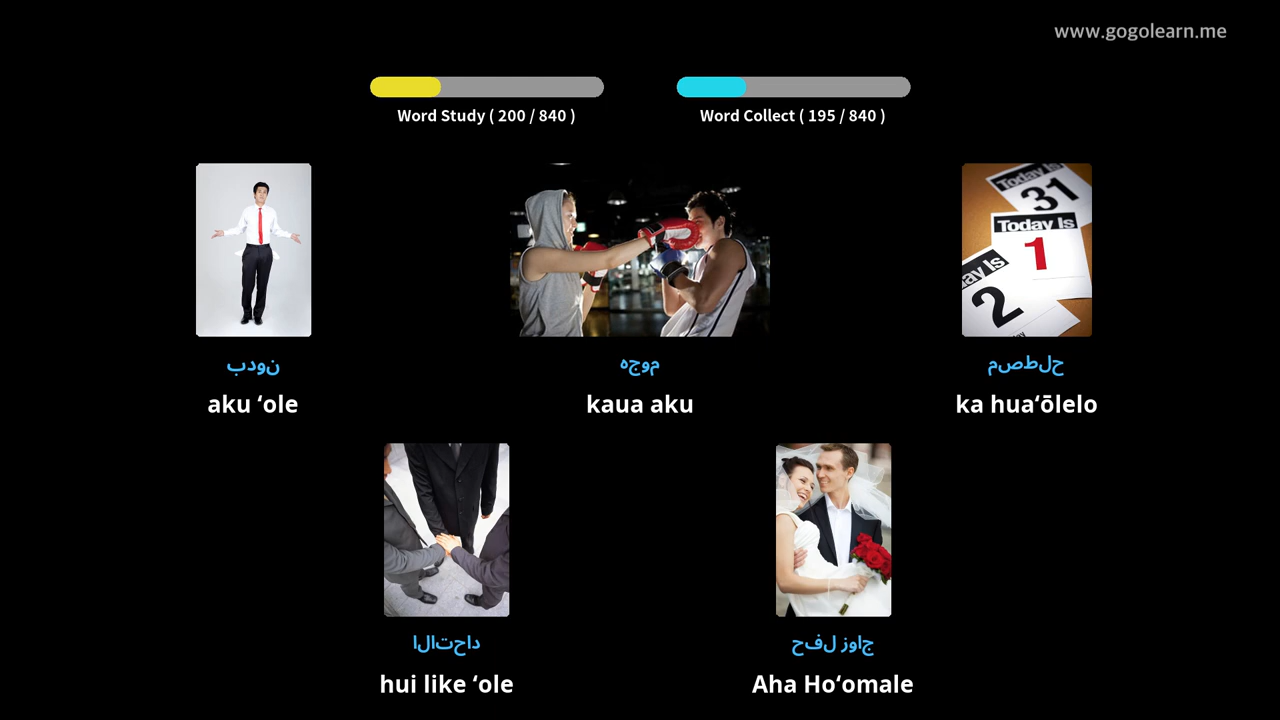 www.gogolearn.me
Word Study ( 200 / 840 )
Word Collect ( 195 / 840 )
بدون
هجوم
مصطلح
aku ʻole
kaua aku
ka huaʻōlelo
الاتحاد
حفل زواج
hui like ʻole
Aha Hoʻomale